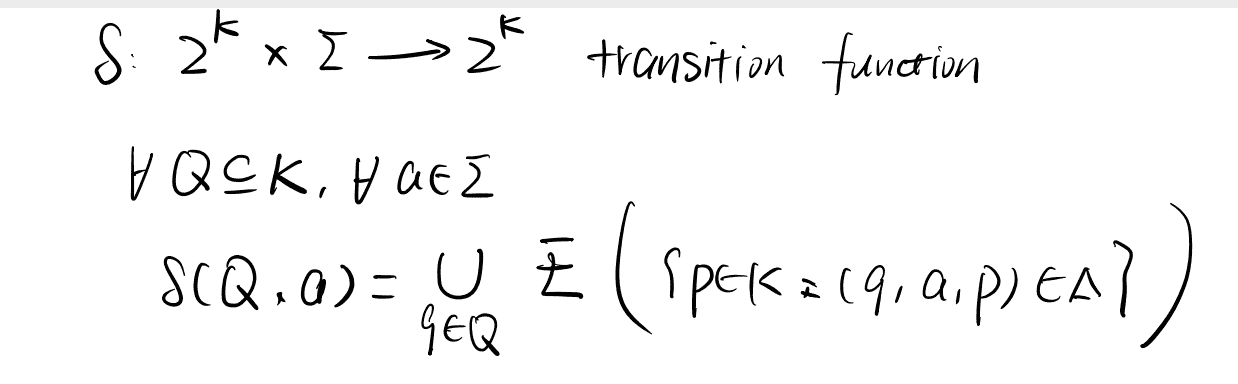 δ: 2^K × Σ ⟶ 2^K transition function
∀ Q ⊆ K, ∀ a ∈ Σ
δ(Q, a) = ⋃_{q∈Q} E ( {p ∈ K : (q, a, p) ∈ Δ} )